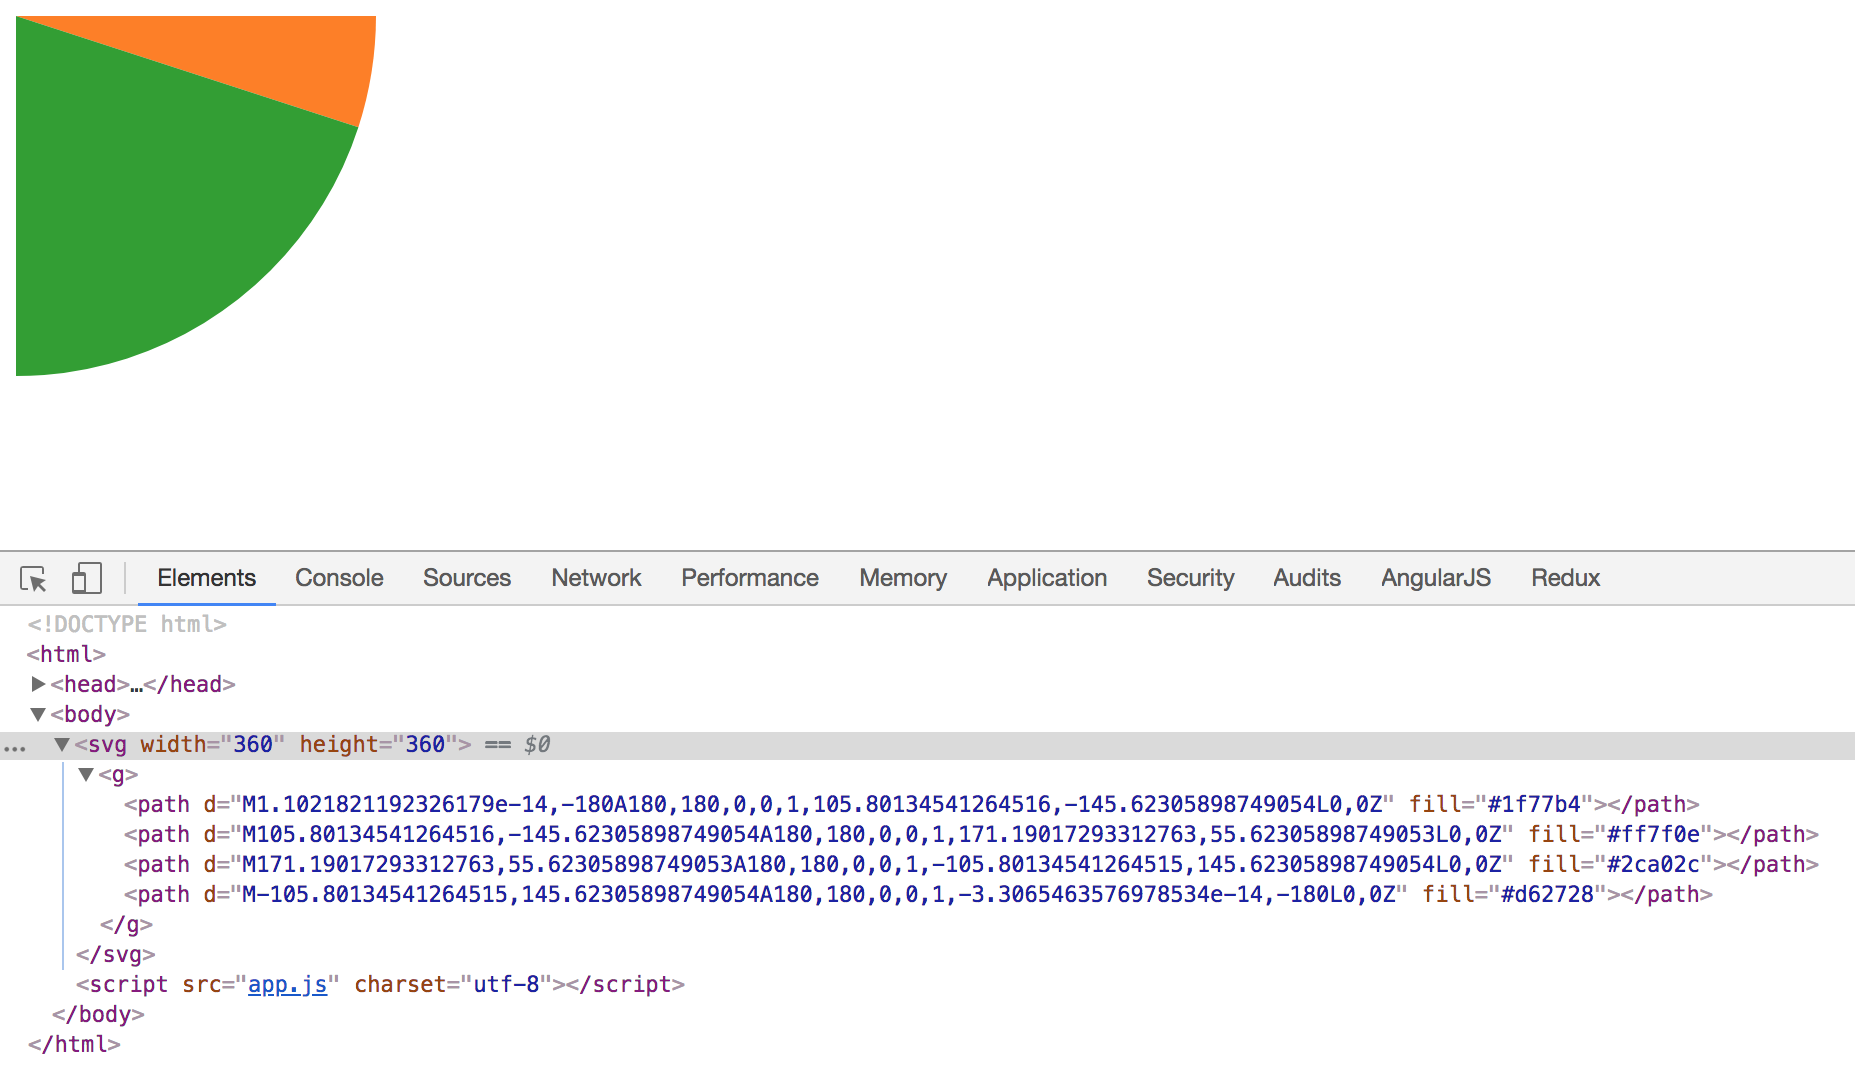 Elements Console Sources Network Performance Memory Application Security Audits AngularJS Redux
<!DOCTYPE html>
<html>
<head>…</head>
<body>
... <svg width="360" height="360"> == $0
<g>
<path d="M1.1021821192326179e-14,-180A180,180,0,0,1,105.80134541264516,-145.62305898749054L0,0Z" fill="#1f77b4"></path>
<path d="M105.80134541264516,-145.62305898749054A180,180,0,0,1,171.19017293312763,55.62305898749053L0,0Z" fill="#ff7f0e"></path>
<path d="M171.19017293312763,55.62305898749053A180,180,0,0,1,-105.80134541264515,145.62305898749054L0,0Z" fill="#2ca02c"></path>
<path d="M-105.80134541264515,145.62305898749054A180,180,0,0,1,-3.3065463576978534e-14,-180L0,0Z" fill="#d62728"></path>
</g>
</svg>
<script src="app.js" charset="utf-8"></script>
</body>
</html>